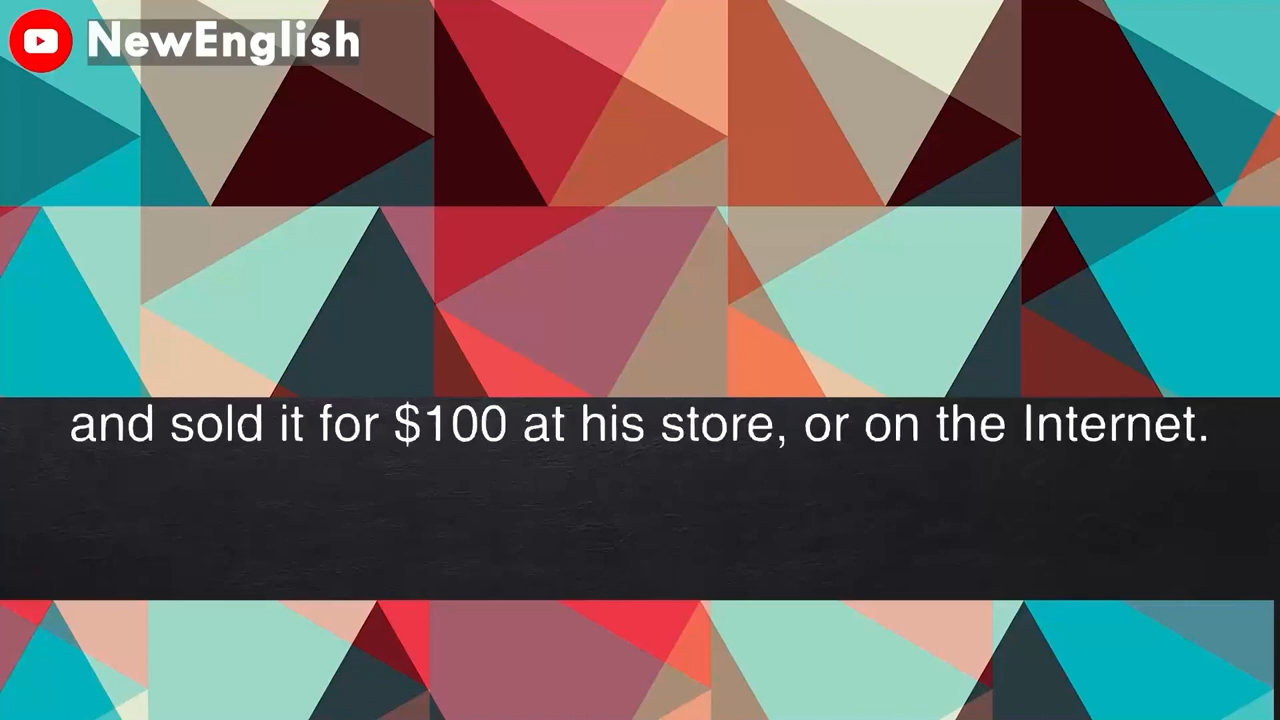 NewEnglish
and sold it for $100 at his store, or on the Internet.